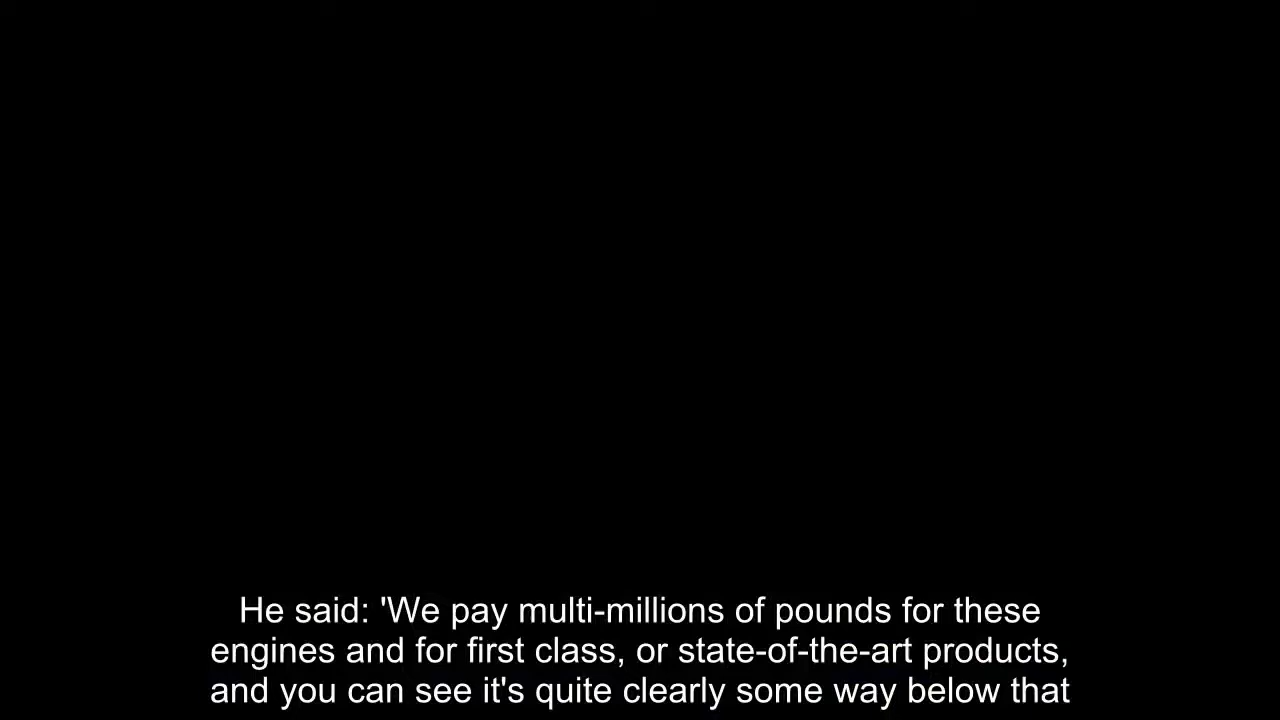 He said: 'We pay multi-millions of pounds for these
engines and for first class, or state-of-the-art products,
and you can see it's quite clearly some way below that